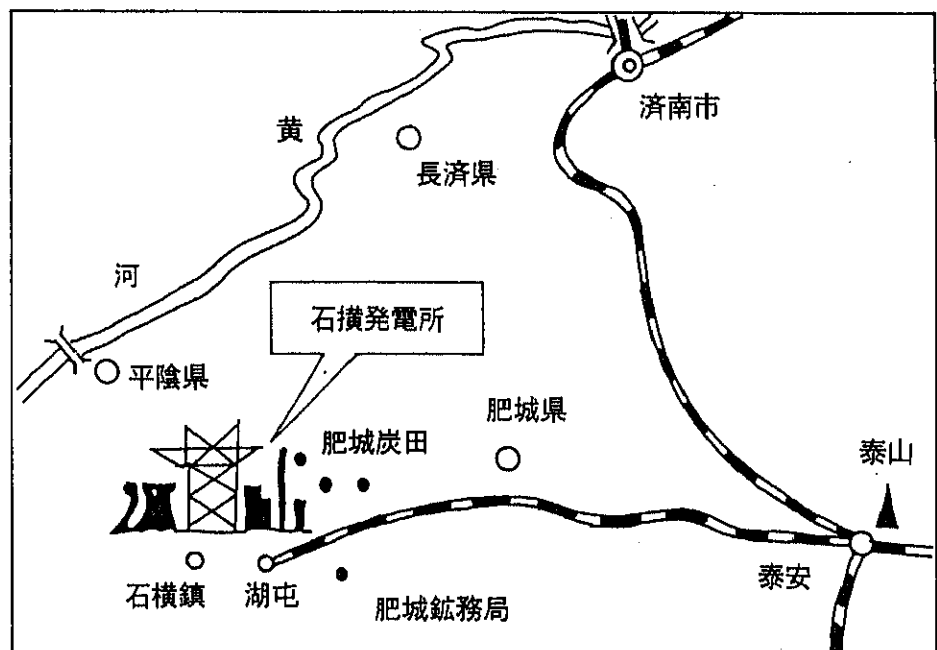 済南市
黄
長済県
河
石横発電所
平陰県
肥城県
肥城炭田
泰山
石横鎮
湖屯
泰安
肥城鉱務局